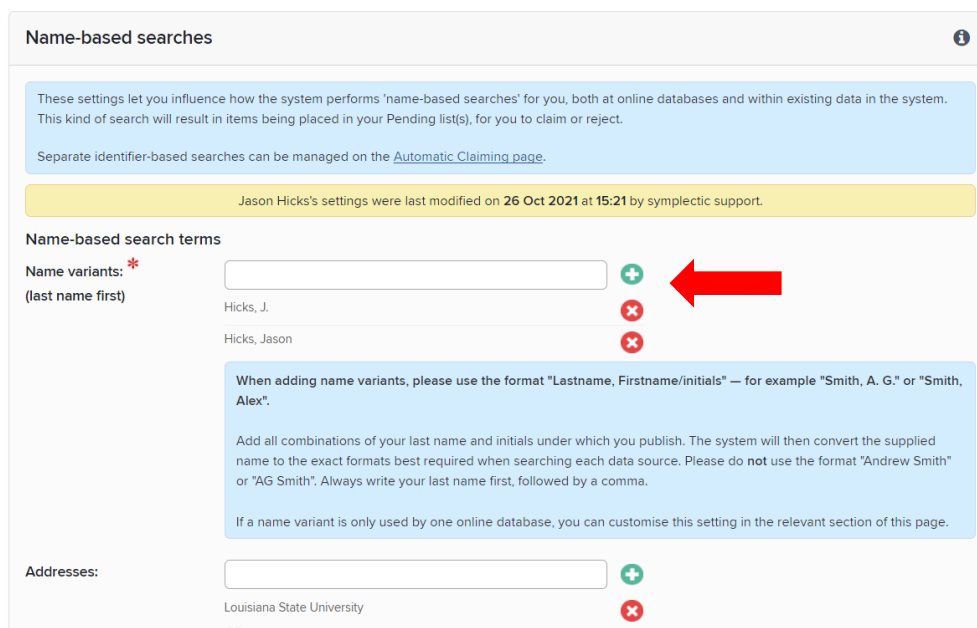 Name-based searches
These settings let you influence how the system performs 'name-based searches' for you, both at online databases and within existing data in the system.
This kind of search will result in items being placed in your Pending list(s), for you to claim or reject.
Separate identifier-based searches can be managed on the Automatic Claiming page.
Jason Hicks's settings were last modified on 26 Oct 2021 at 15:21 by symplectic support.
Name-based search terms
Name variants: *
(last name first)
Hicks, J.
Hicks, Jason
When adding name variants, please use the format "Lastname, Firstname/initials" — for example "Smith, A. G." or "Smith,
Alex".
Add all combinations of your last name and initials under which you publish. The system will then convert the supplied
name to the exact formats best required when searching each data source. Please do not use the format "Andrew Smith"
or "AG Smith". Always write your last name first, followed by a comma.
If a name variant is only used by one online database, you can customise this setting in the relevant section of this page.
Addresses:
Louisiana State University